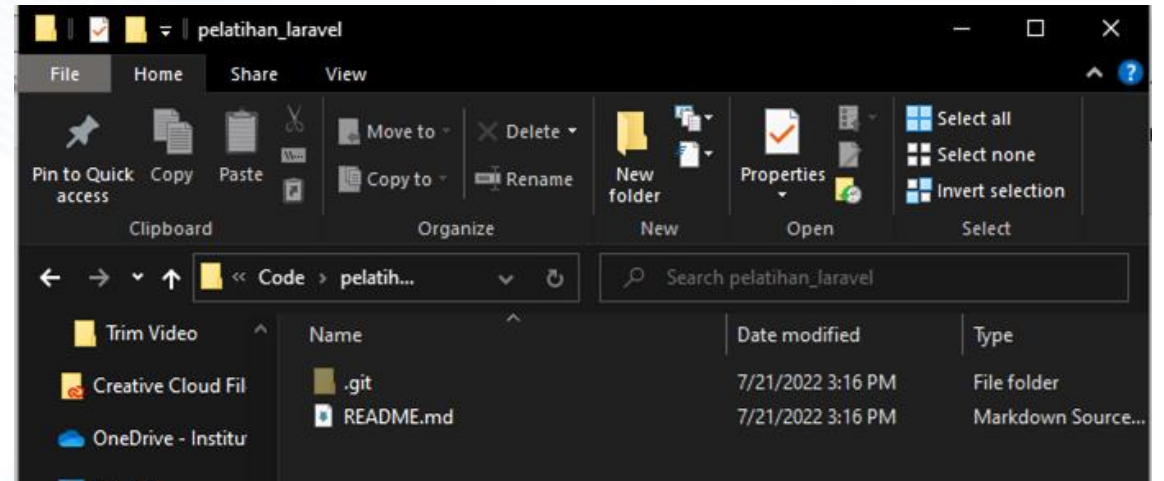 pelatihan_laravel
File Home Share View
Pin to Quick access
Copy
Paste
Clipboard
Move to
Copy to
Delete
Rename
Organize
New folder
New
Properties
Open
Select all
Select none
Invert selection
Select
« Code > pelatih...
Search pelatihan_laravel
Trim Video
Creative Cloud Fil
OneDrive - Institu
Name Date modified Type
.git 7/21/2022 3:16 PM File folder
README.md 7/21/2022 3:16 PM Markdown Source...